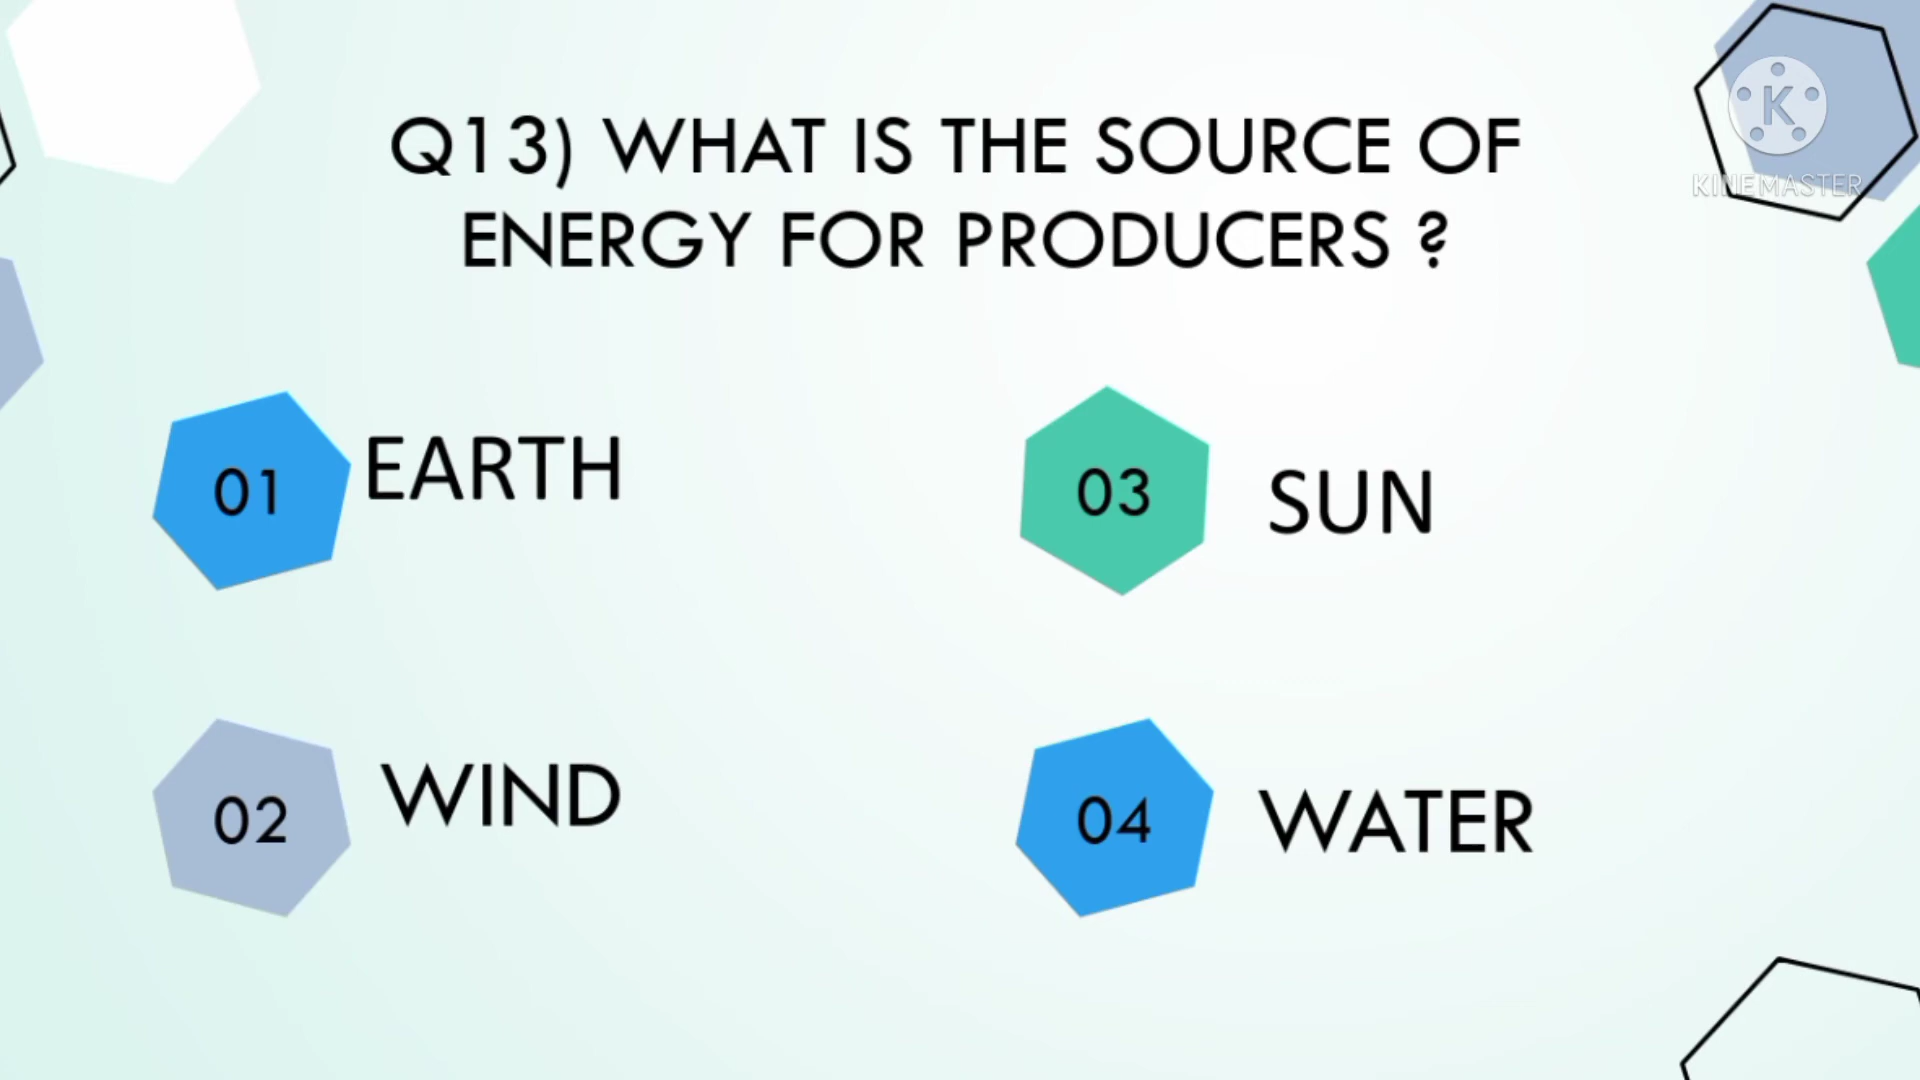 Q13) WHAT IS THE SOURCE OF
ENERGY FOR PRODUCERS ?
01 EARTH
03 SUN
02 WIND
04 WATER
K
KINEMASTER